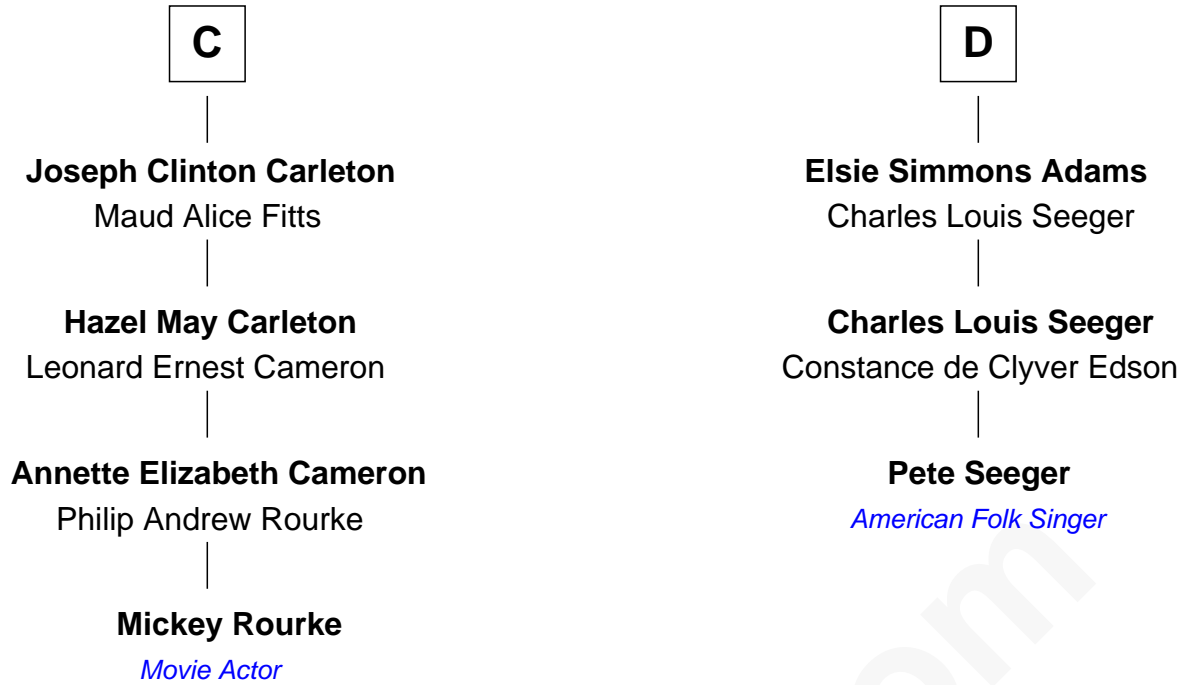 C
Joseph Clinton Carleton
Maud Alice Fitts
Hazel May Carleton
Leonard Ernest Cameron
Annette Elizabeth Cameron
Philip Andrew Rourke
Mickey Rourke
Movie Actor
D
Elsie Simmons Adams
Charles Louis Seeger
Charles Louis Seeger
Constance de Clyver Edson
Pete Seeger
American Folk Singer
om